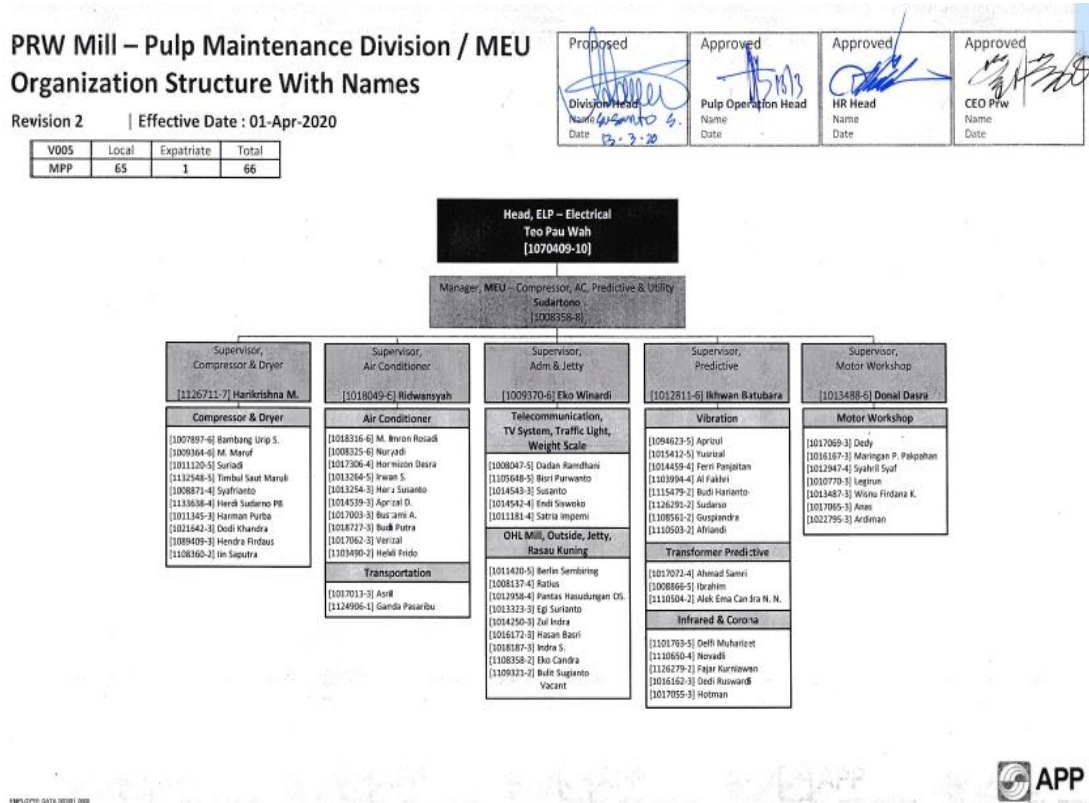 PRW Mill – Pulp Maintenance Division / MEU
Organization Structure With Names
Revision 2 | Effective Date : 01-Apr-2020
V005 Local Expatriate Total
MPP 65 1 66
Proposed
Division Head
Name Susanto S.
Date 13-3-20
Approved
Pulp Operation Head
Name
Date
Approved
HR Head
Name
Date
Approved
CEO Prw
Name
Date
Head, ELP – Electrical
Teo Pau Wah
[1070409-10]
Manager, MEU – Compressor, AC, Predictive & Utility
Sudartono
[1008358-8]
Supervisor,
Compressor & Dryer
[1126711-7] Harikrishna M.
Compressor & Dryer
[1007897-6] Bambang Urip S.
[1009364-6] M. Maruf
[1011120-5] Suriadi
[1132548-5] Timbul Saut Maruli
[1008871-4] Syafrianto
[1133638-4] Herdi Sudarno PB
[1011345-3] Harman Purba
[1021642-3] Dodi Khandra
[1089409-3] Hendra Firdaus
[1108360-2] Iin Saputra
Supervisor,
Air Conditioner
[1018049-6] Ridwansyah
Air Conditioner
[1018316-6] M. Imron Rosadi
[1008325-6] Nuryadi
[1017306-4] Hormizon Desra
[1013264-5] Irwan S.
[1013254-3] Heru Susanto
[1014539-3] Aprizal D.
[1017003-3] Bustami A.
[1018727-3] Budi Putra
[1017062-3] Verizal
[1103490-2] Heldi Frido
Transportation
[1017013-3] Asril
[1124906-1] Ganda Pasaribu
Supervisor,
Adm & Jetty
[1009370-6] Eko Winardi
Telecommunication,
TV System, Traffic Light,
Weight Scale
[1008047-5] Dadan Ramdhani
[1105648-5] Bisri Purwanto
[1014543-3] Susanto
[1014542-4] Endi Siswoko
[1011181-4] Satria Imperni
OHL Mill, Outside, Jetty,
Rasau Kuning
[1011420-5] Berlin Sembiring
[1008137-4] Ratius
[1012958-4] Pantas Hasudungan OS.
[1013323-3] Egi Surianto
[1014250-3] Zul Indra
[1016172-3] Hasan Basri
[1018187-3] Indra S.
[1108358-2] Eko Candra
[1109321-2] Bulit Sugianto
Vacant
Supervisor,
Predictive
[1012811-6] Ikhwan Batubara
Vibration
[1094623-5] Aprizul
[1015412-5] Yusrizal
[1014459-4] Ferri Panjaitan
[1103994-4] Al Fakhri
[1115479-2] Budi Harianto
[1126291-2] Sudarso
[1108561-2] Guspiandra
[1110503-2] Afriandi
Transformer Predictive
[1017072-4] Ahmad Samri
[1008866-5] Ibrahim
[1110504-2] Alek Ema Candra N. N.
Infrared & Corona
[1101763-5] Delfi Muharizet
[1110650-4] Novadli
[1126279-2] Fajar Kurniawan
[1016162-3] Dedi Ruswardi
[1017055-3] Hotman
Supervisor,
Motor Workshop
[1013488-6] Donal Dasra
Motor Workshop
[1017069-3] Dedy
[1016167-3] Maringan P. Pakpahan
[1012947-4] Syahril Syaf
[1010770-3] Legirun
[1013487-3] Wisnu Firdana K.
[1017065-3] Anas
[1022795-3] Ardiman
APP